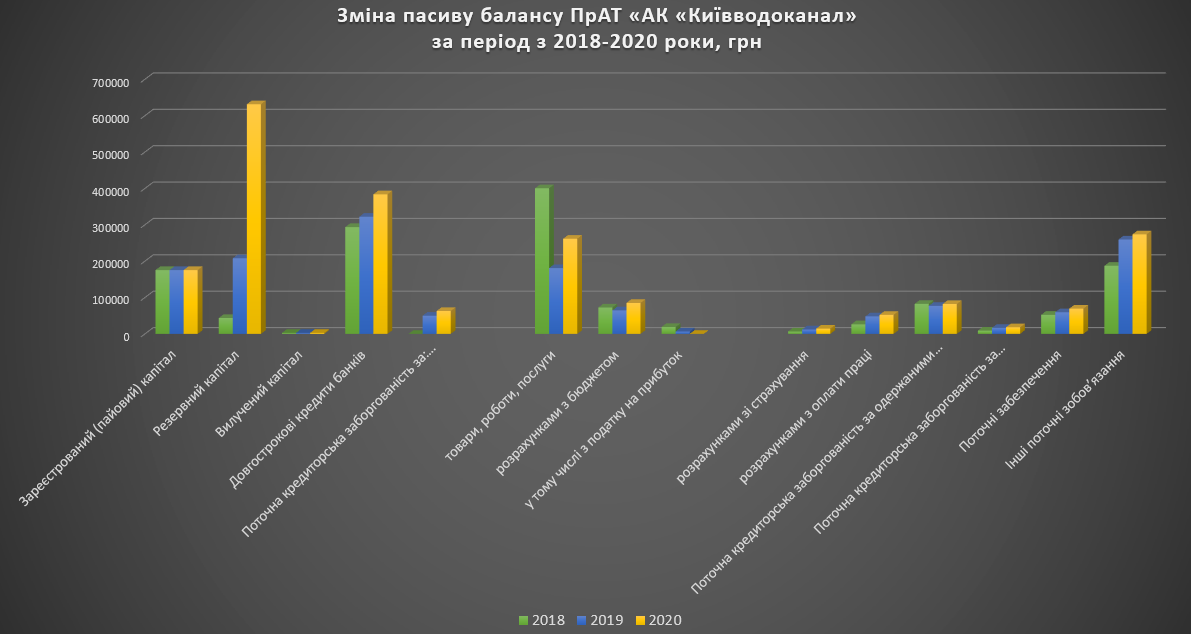 Зміна пасиву балансу ПрАТ «АК «Київводоканал»
за період з 2018-2020 роки, грн
700000
600000
500000
400000
300000
200000
100000
0
Зареєстрований (пайовий) капітал
Резервний капітал
Вилучений капітал
Довгострокові кредити банків
Поточна кредиторська заборгованість за:…
товари, роботи, послуги
розрахунками з бюджетом
у тому числі з податку на прибуток
розрахунками зі страхування
розрахунками з оплати праці
Поточна кредиторська заборгованість за одержаними…
Поточна кредиторська заборгованість за…
Поточні забезпечення
Інші поточні зобов'язання
2018 2019 2020